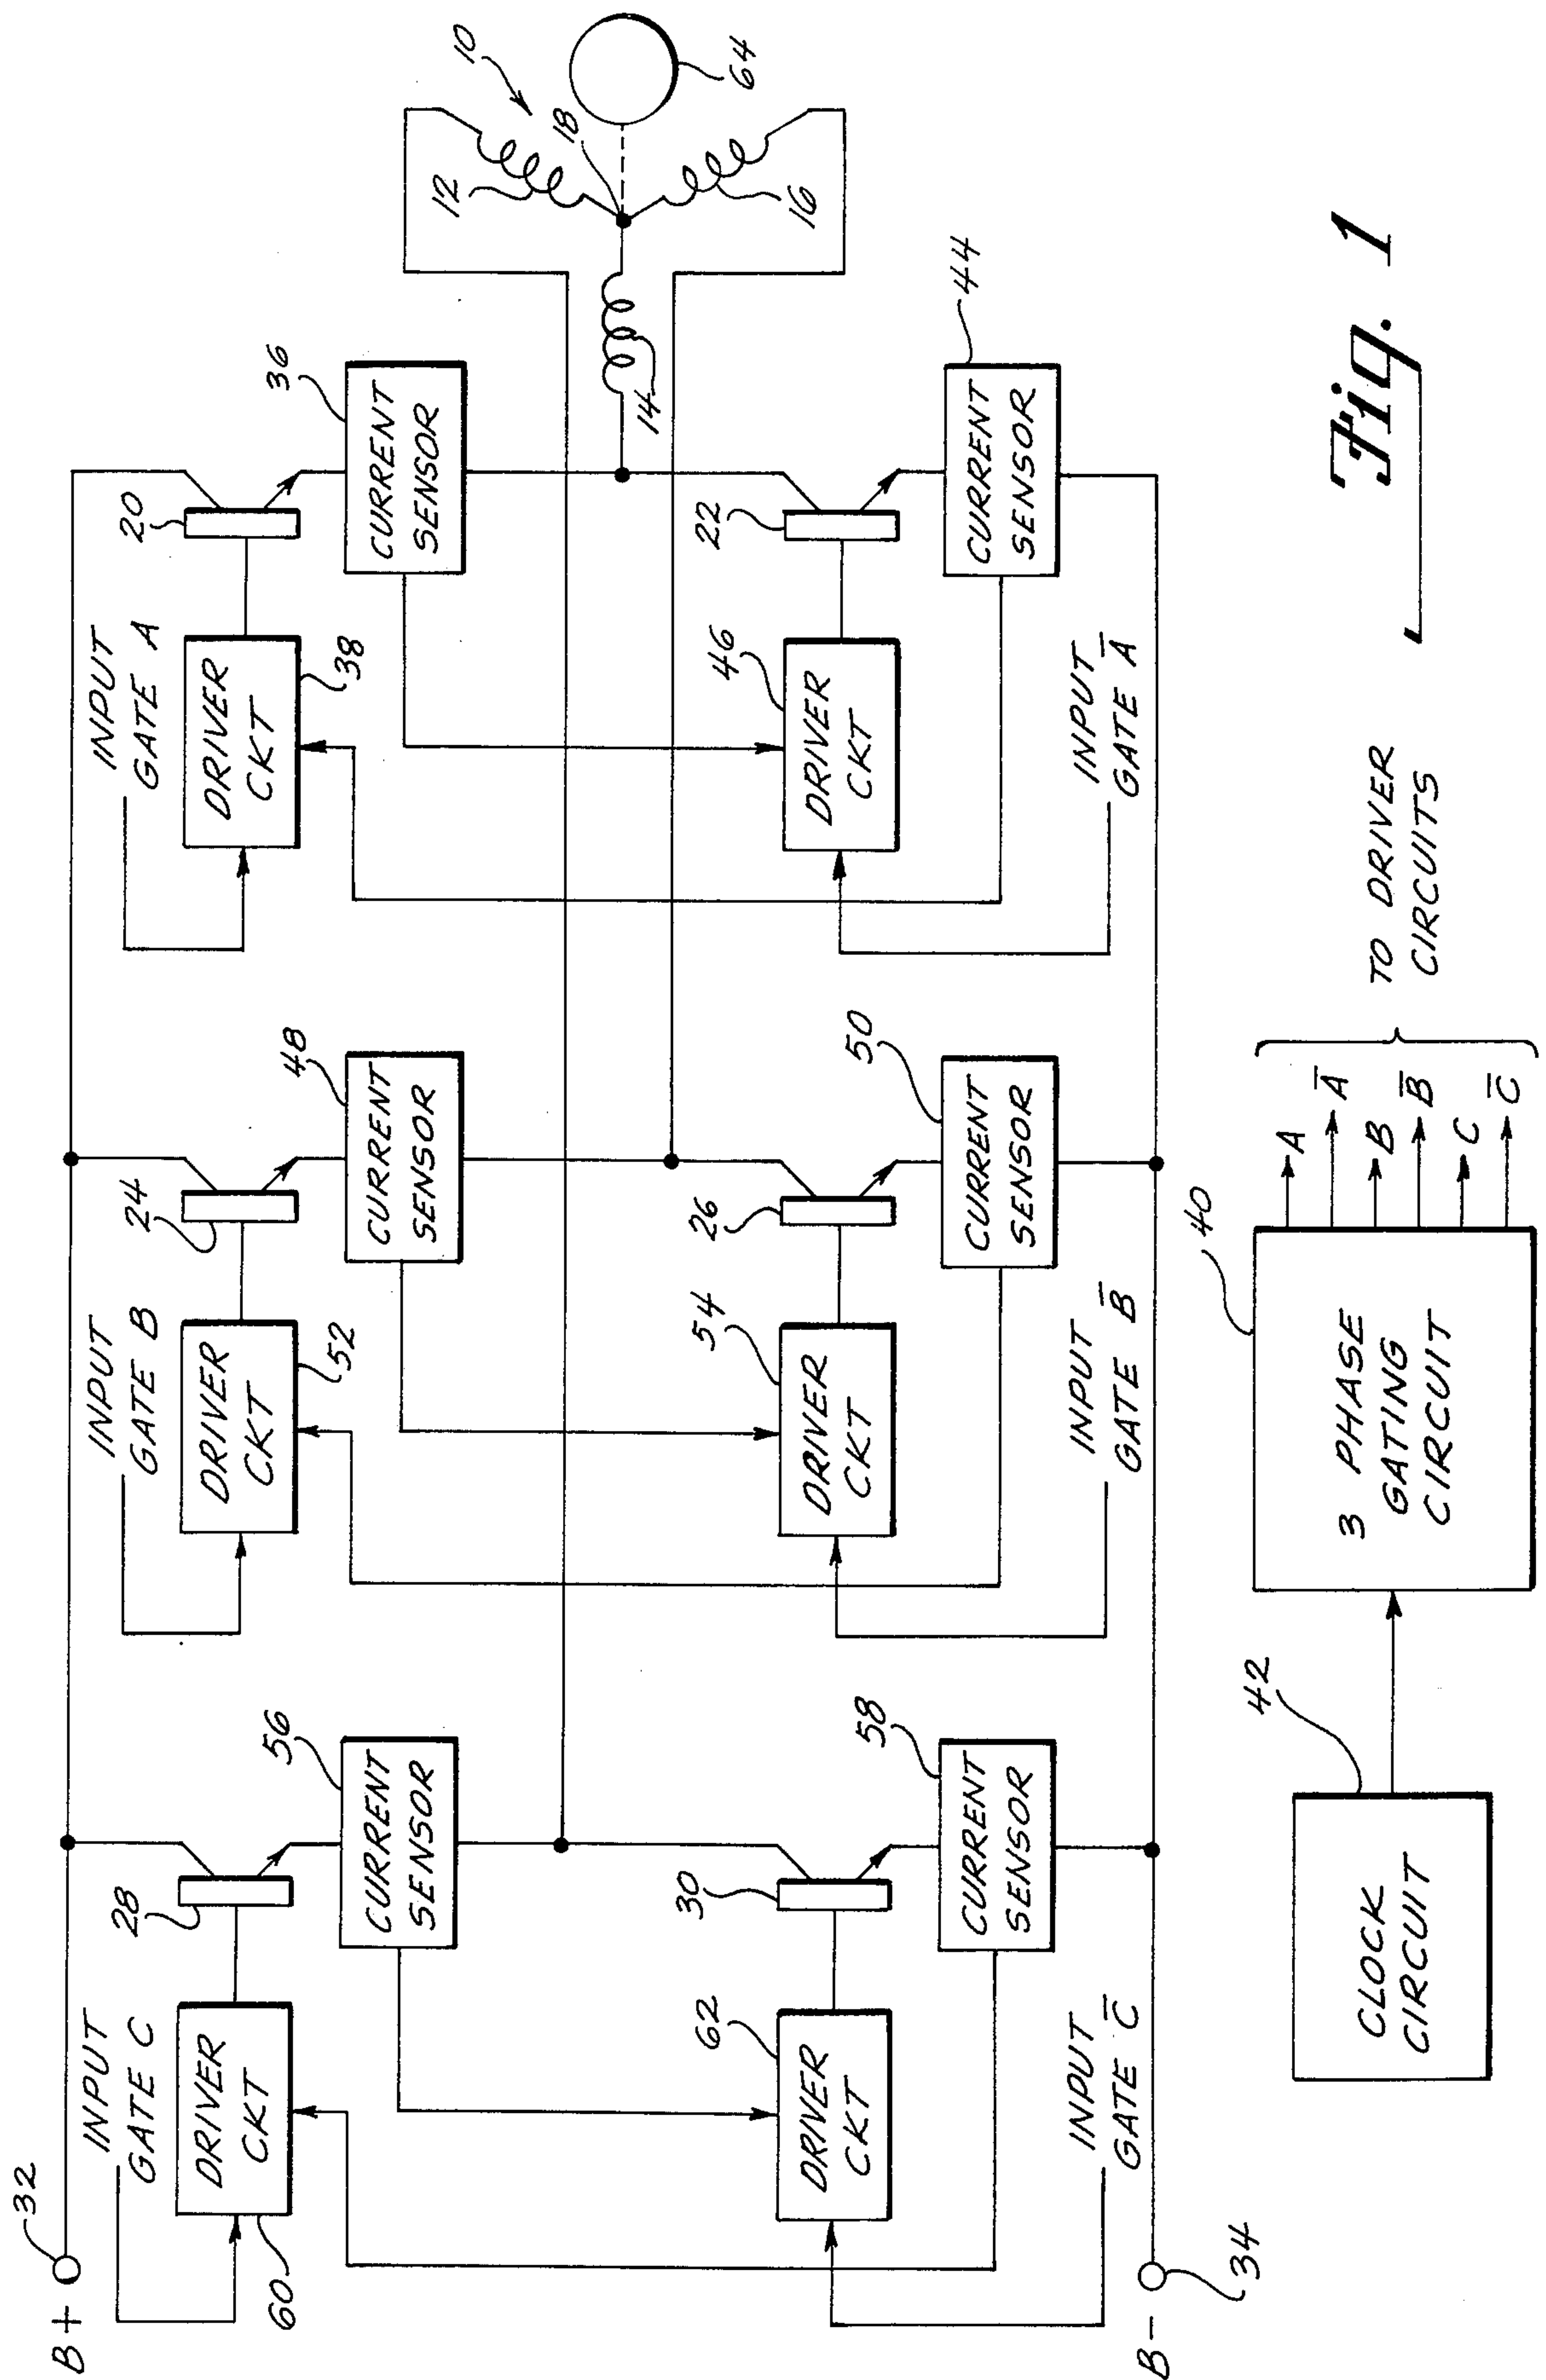 B+
32
INPUT
GATE C
DRIVER
CKT
60
28
CURRENT
SENSOR
56
INPUT
GATE B
DRIVER
CKT
52
24
CURRENT
SENSOR
48
INPUT
GATE A
DRIVER
CKT
38
20
CURRENT
SENSOR
36
10
12
14
16
18
64
DRIVER
CKT
62
30
CURRENT
SENSOR
58
INPUT
GATE C̅
DRIVER
CKT
54
26
CURRENT
SENSOR
50
INPUT
GATE B̅
DRIVER
CKT
46
22
CURRENT
SENSOR
44
INPUT
GATE A̅
B-
34
CLOCK
CIRCUIT
42
3 PHASE
GATING
CIRCUIT
40
A
A̅
B
B̅
C
C̅
TO DRIVER
CIRCUITS
Fig. 1